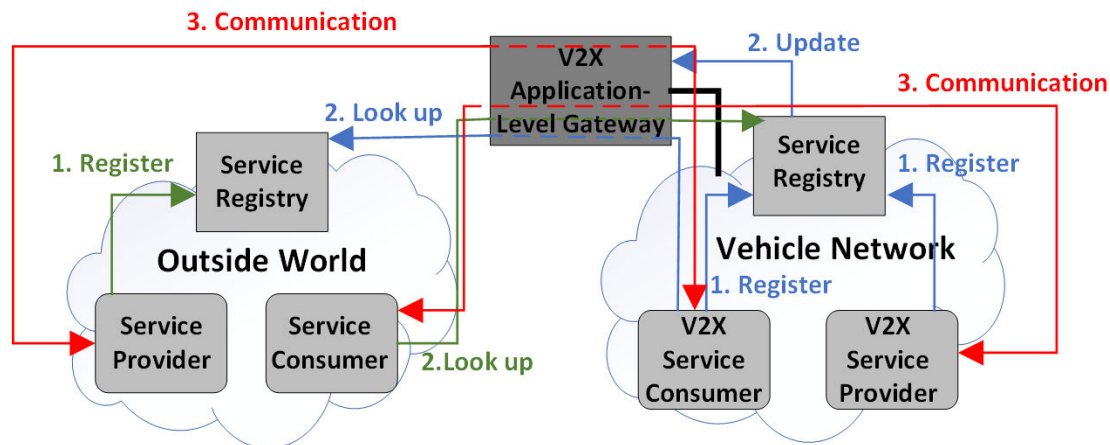 3. Communication
V2X
Application-
Level Gateway
2. Update
3. Communication
2. Look up
1. Register
Service
Registry
Service
Registry
1. Register
Outside World
Vehicle Network
1. Register
Service
Provider
Service
Consumer
2.Look up
V2X
Service
Consumer
V2X
Service
Provider